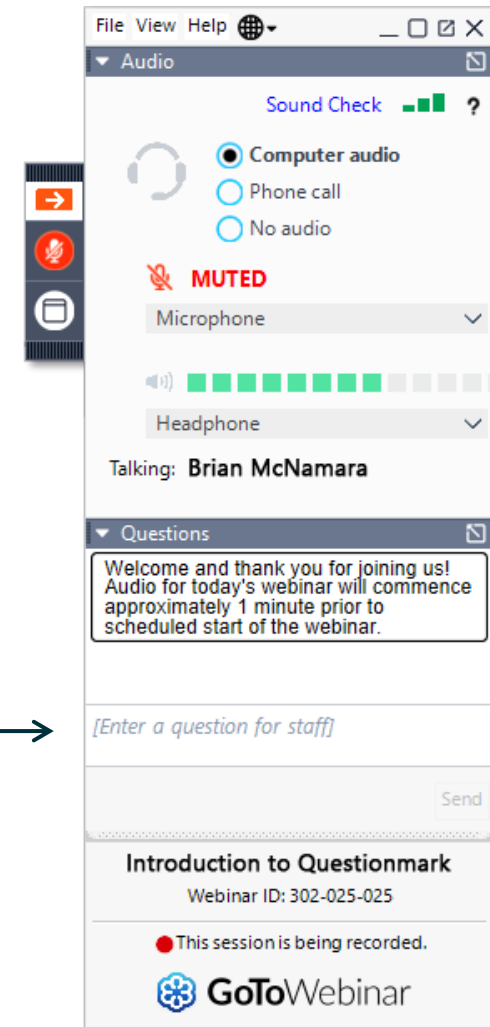 File View Help
Audio
Sound Check ?
Computer audio
Phone call
No audio
MUTED
Microphone
Headphone
Talking: Brian McNamara
Questions
Welcome and thank you for joining us!
Audio for today's webinar will commence
approximately 1 minute prior to
scheduled start of the webinar.
[Enter a question for staff]
Send
Introduction to Questionmark
Webinar ID: 302-025-025
This session is being recorded.
GoToWebinar